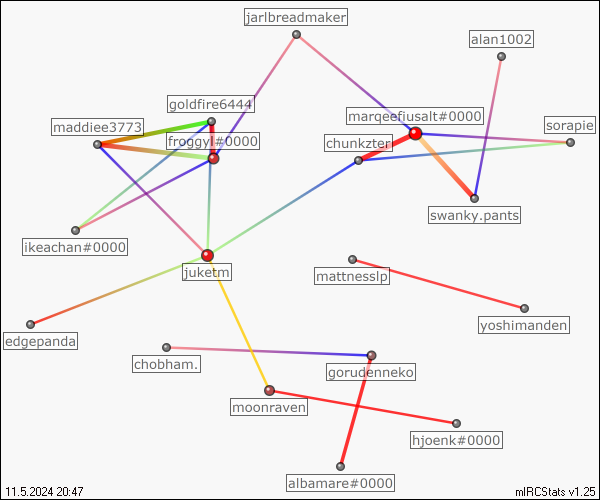 jarlbreadmaker
alan1002
goldfire6444
marqeefiusalt#0000
maddiee3773
sorapie
froggyl#0000
chunkzter
swanky.pants
ikeachan#0000
juketm
mattnesslp
yoshimanden
edgepanda
chobham.
gorudenneko
moonraven
hjoenk#0000
albamare#0000
11.5.2024 20:47
mIRCStats v1.25